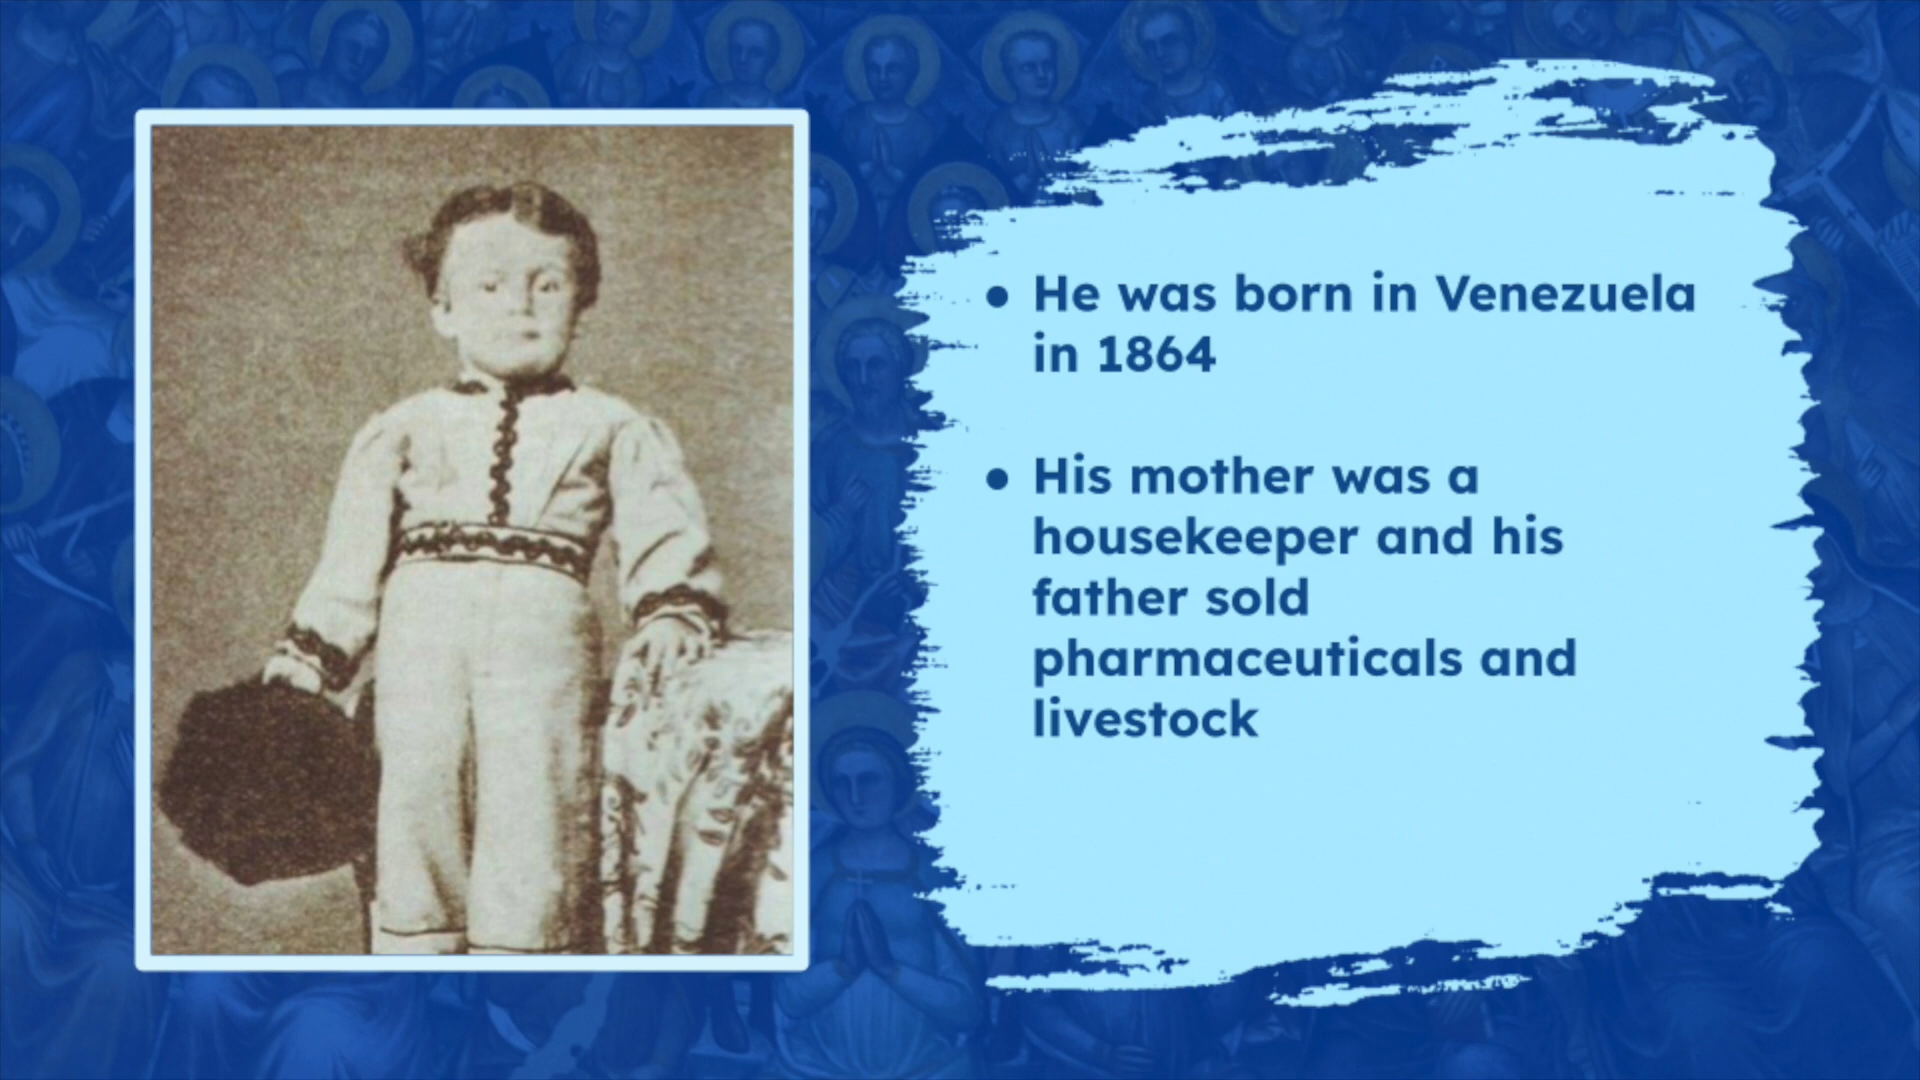 • He was born in Venezuela
in 1864
• His mother was a
housekeeper and his
father sold
pharmaceuticals and
livestock